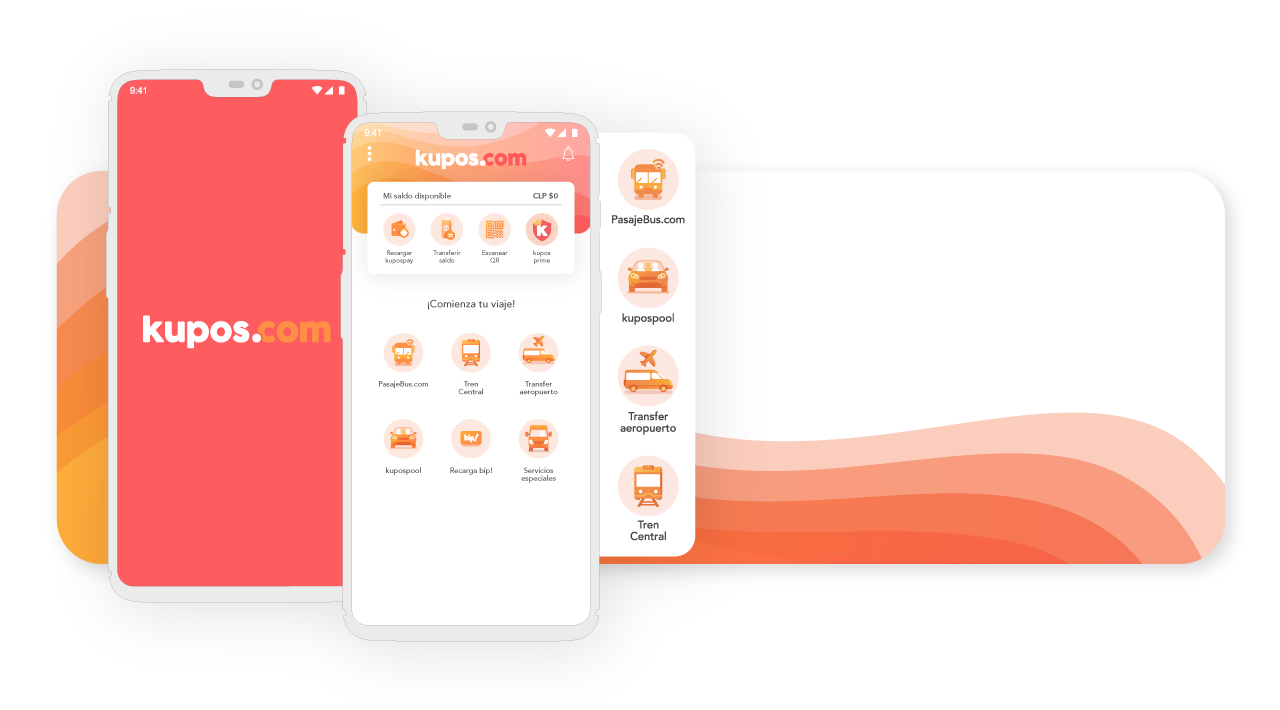 9:41
kupos.com
9:41
kupos.com
Mi saldo disponible CLP $0
Recargar
kupospay
Transferir
saldo
Escanear
QR
K
kupos
prime
¡Comienza tu viaje!
PasajeBus.com
Tren
Central
Transfer
aeropuerto
kupospool
bip!
Recarga bip!
Servicios
especiales
PasajeBus.com
kupospool
Transfer
aeropuerto
Tren
Central